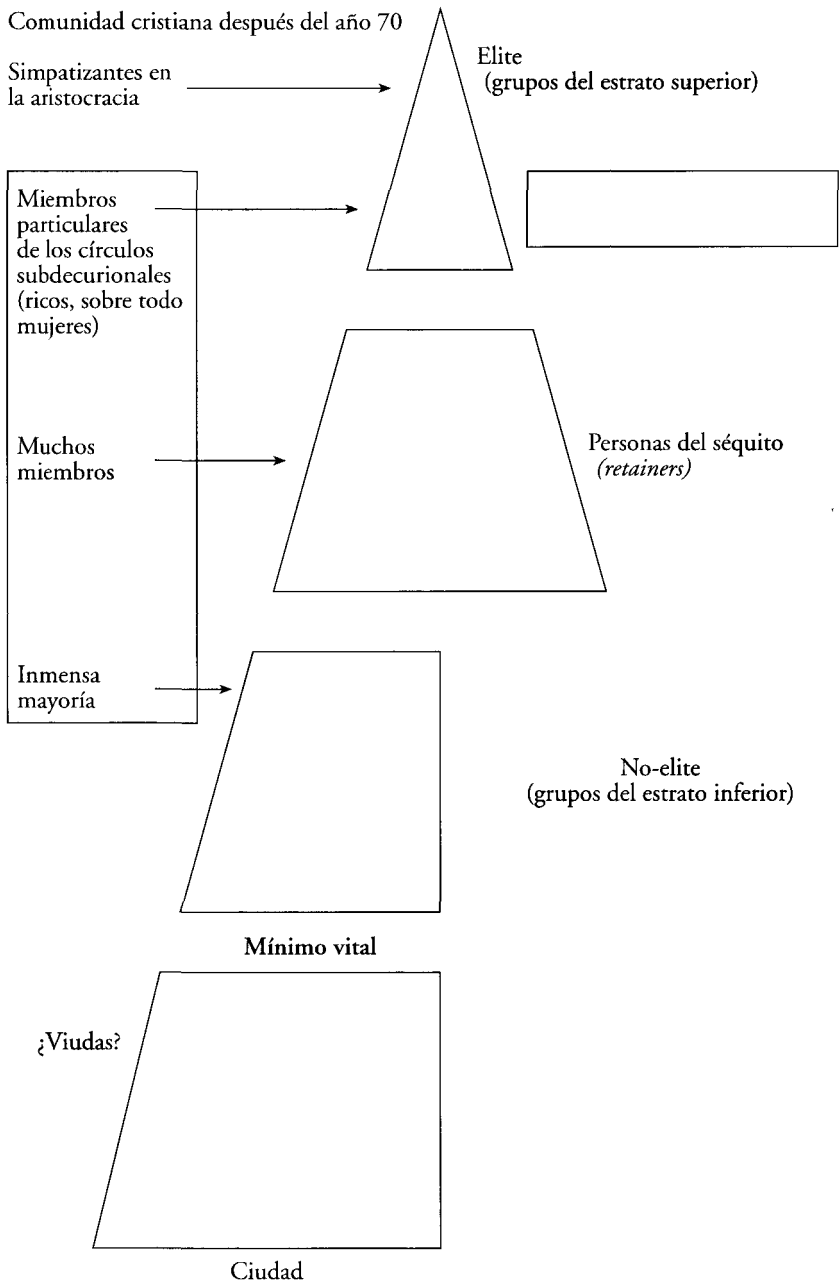 Comunidad cristiana después del año 70
Simpatizantes en
la aristocracia
Elite
(grupos del estrato superior)
Miembros
particulares
de los círculos
subdecurionales
(ricos, sobre todo
mujeres)
Muchos
miembros
Personas del séquito
(retainers)
Inmensa
mayoría
No-elite
(grupos del estrato inferior)
Mínimo vital
¿Viudas?
Ciudad